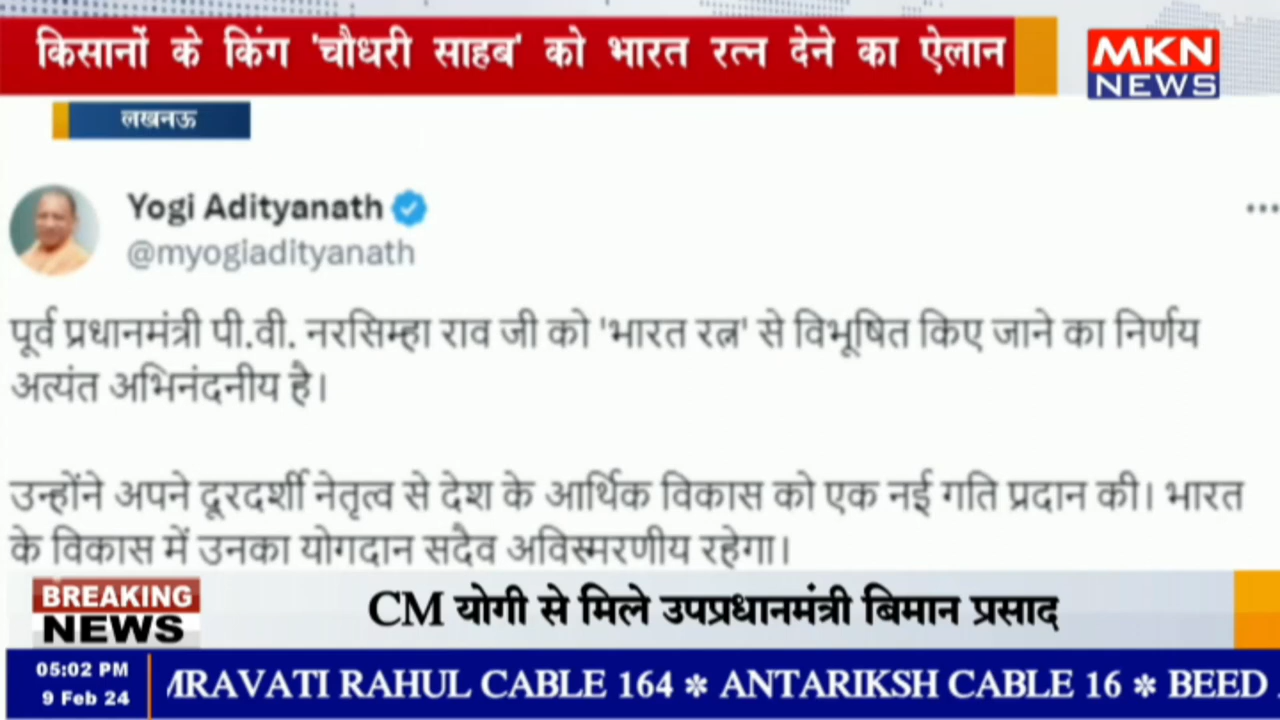 किसानों के किंग 'चौधरी साहब' को भारत रत्न देने का ऐलान
MKN
NEWS
लखनऊ
Yogi Adityanath
@myogiadityanath
पूर्व प्रधानमंत्री पी.वी. नरसिम्हा राव जी को 'भारत रत्न' से विभूषित किए जाने का निर्णय
अत्यंत अभिनंदनीय है।
उन्होंने अपने दूरदर्शी नेतृत्व से देश के आर्थिक विकास को एक नई गति प्रदान की। भारत
के विकास में उनका योगदान सदैव अविस्मरणीय रहेगा।
BREAKING
NEWS
CM योगी से मिले उपप्रधानमंत्री बिमान प्रसाद
05:02 PM
9 Feb 24
MRAVATI RAHUL CABLE 164 * ANTARIKSH CABLE 16 * BEED